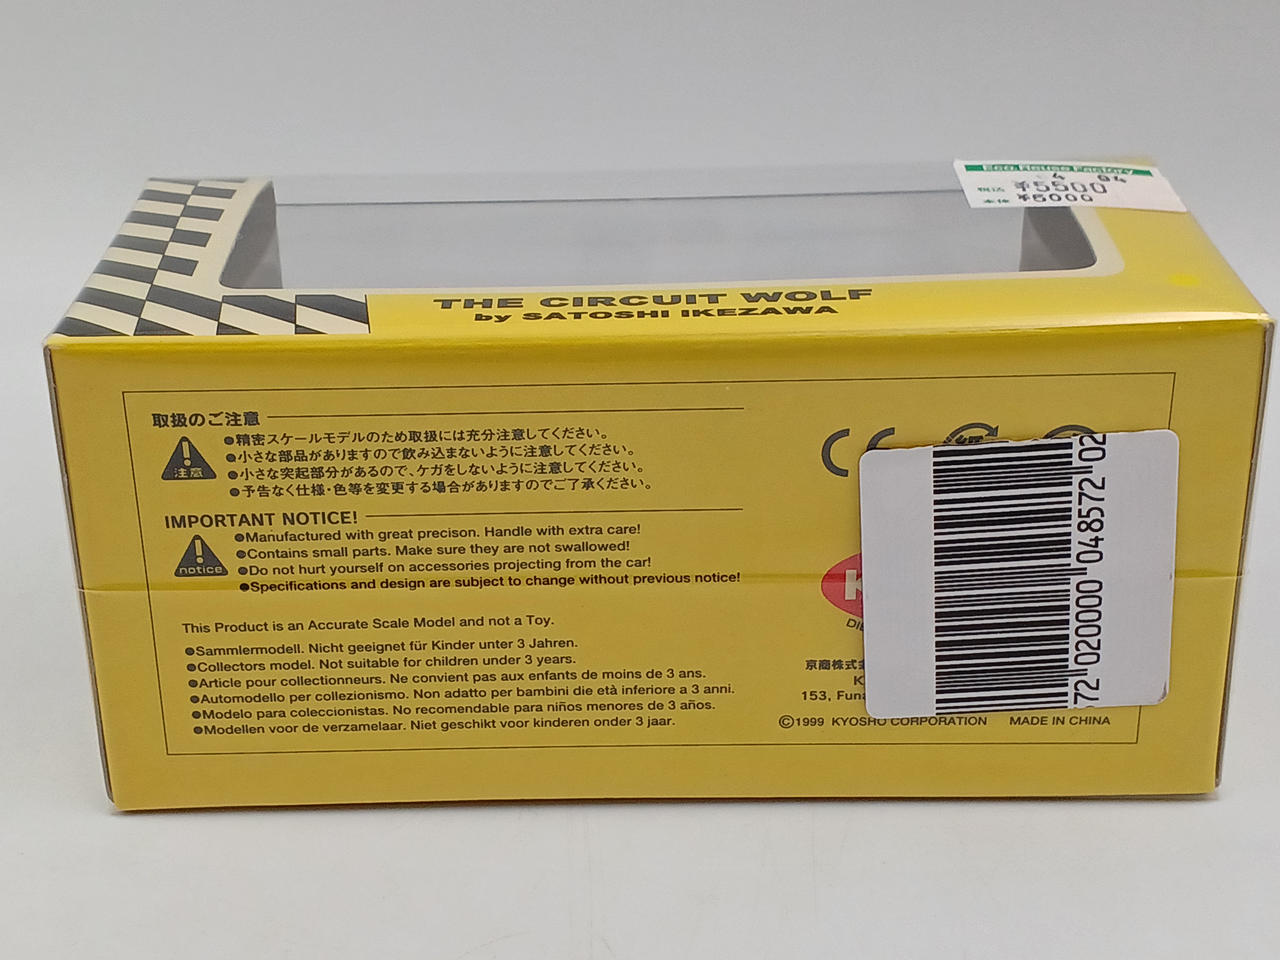 Eco Reuse Factory
税込 ¥5500
本体 ¥5000
THE CIRCUIT WOLF
by SATOSHI IKEZAWA
取扱のご注意
注意
●精密スケールモデルのため取扱には充分注意してください。
●小さな部品がありますので飲み込まないように注意してください。
●小さな突起部分があるので、ケガをしないように注意してください。
●予告なく仕様・色等を変更する場合がありますのでご了承ください。
IMPORTANT NOTICE!
notice
●Manufactured with great precison. Handle with extra care!
●Contains small parts. Make sure they are not swallowed!
●Do not hurt yourself on accessories projecting from the car!
●Specifications and design are subject to change without previous notice!
This Product is an Accurate Scale Model and not a Toy.
●Sammlermodell. Nicht geeignet für Kinder unter 3 Jahren.
●Collectors model. Not suitable for children under 3 years.
●Article pour collectionneurs. Ne convient pas aux enfants de moins de 3 ans.
●Automodello per collezionismo. Non adatto per bambini die età inferiore a 3 anni.
●Modelo para coleccionistas. No recomendable para niños menores de 3 años.
●Modellen voor de verzamelaar. Niet geschikt voor kinderen onder 3 jaar.
CE
K
DIE
京商株式会
K
153, Funa
©1999 KYOSHO CORPORATION MADE IN CHINA
72 020000 048572 02